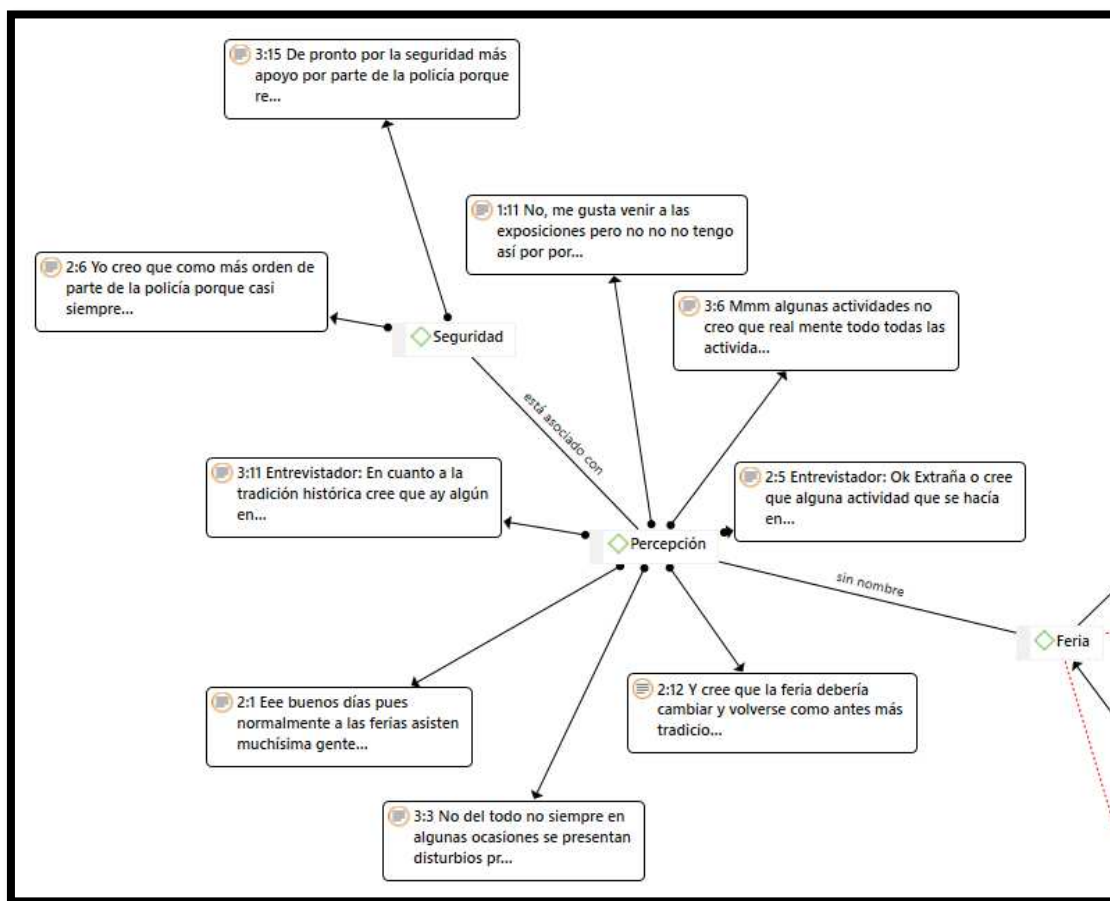 3:15 De pronto por la seguridad más
apoyo por parte de la policía porque
re...
1:11 No, me gusta venir a las
exposiciones pero no no no tengo
así por por...
2:6 Yo creo que como más orden de
parte de la policía porque casi
siempre...
3:6 Mmm algunas actividades no
creo que real mente todo todas las
activida...
Seguridad
está asociado con
3:11 Entrevistador: En cuanto a la
tradición histórica cree que ay algún
en...
2:5 Entrevistador: Ok Extraña o cree
que alguna actividad que se hacía
en...
Percepción
sin nombre
Feria
2:1 Eee buenos días pues
normalmente a las ferias asisten
muchísima gente...
2:12 Y cree que la feria debería
cambiar y volverse como antes más
tradicio...
3:3 No del todo no siempre en
algunas ocasiones se presentan
disturbios pr...